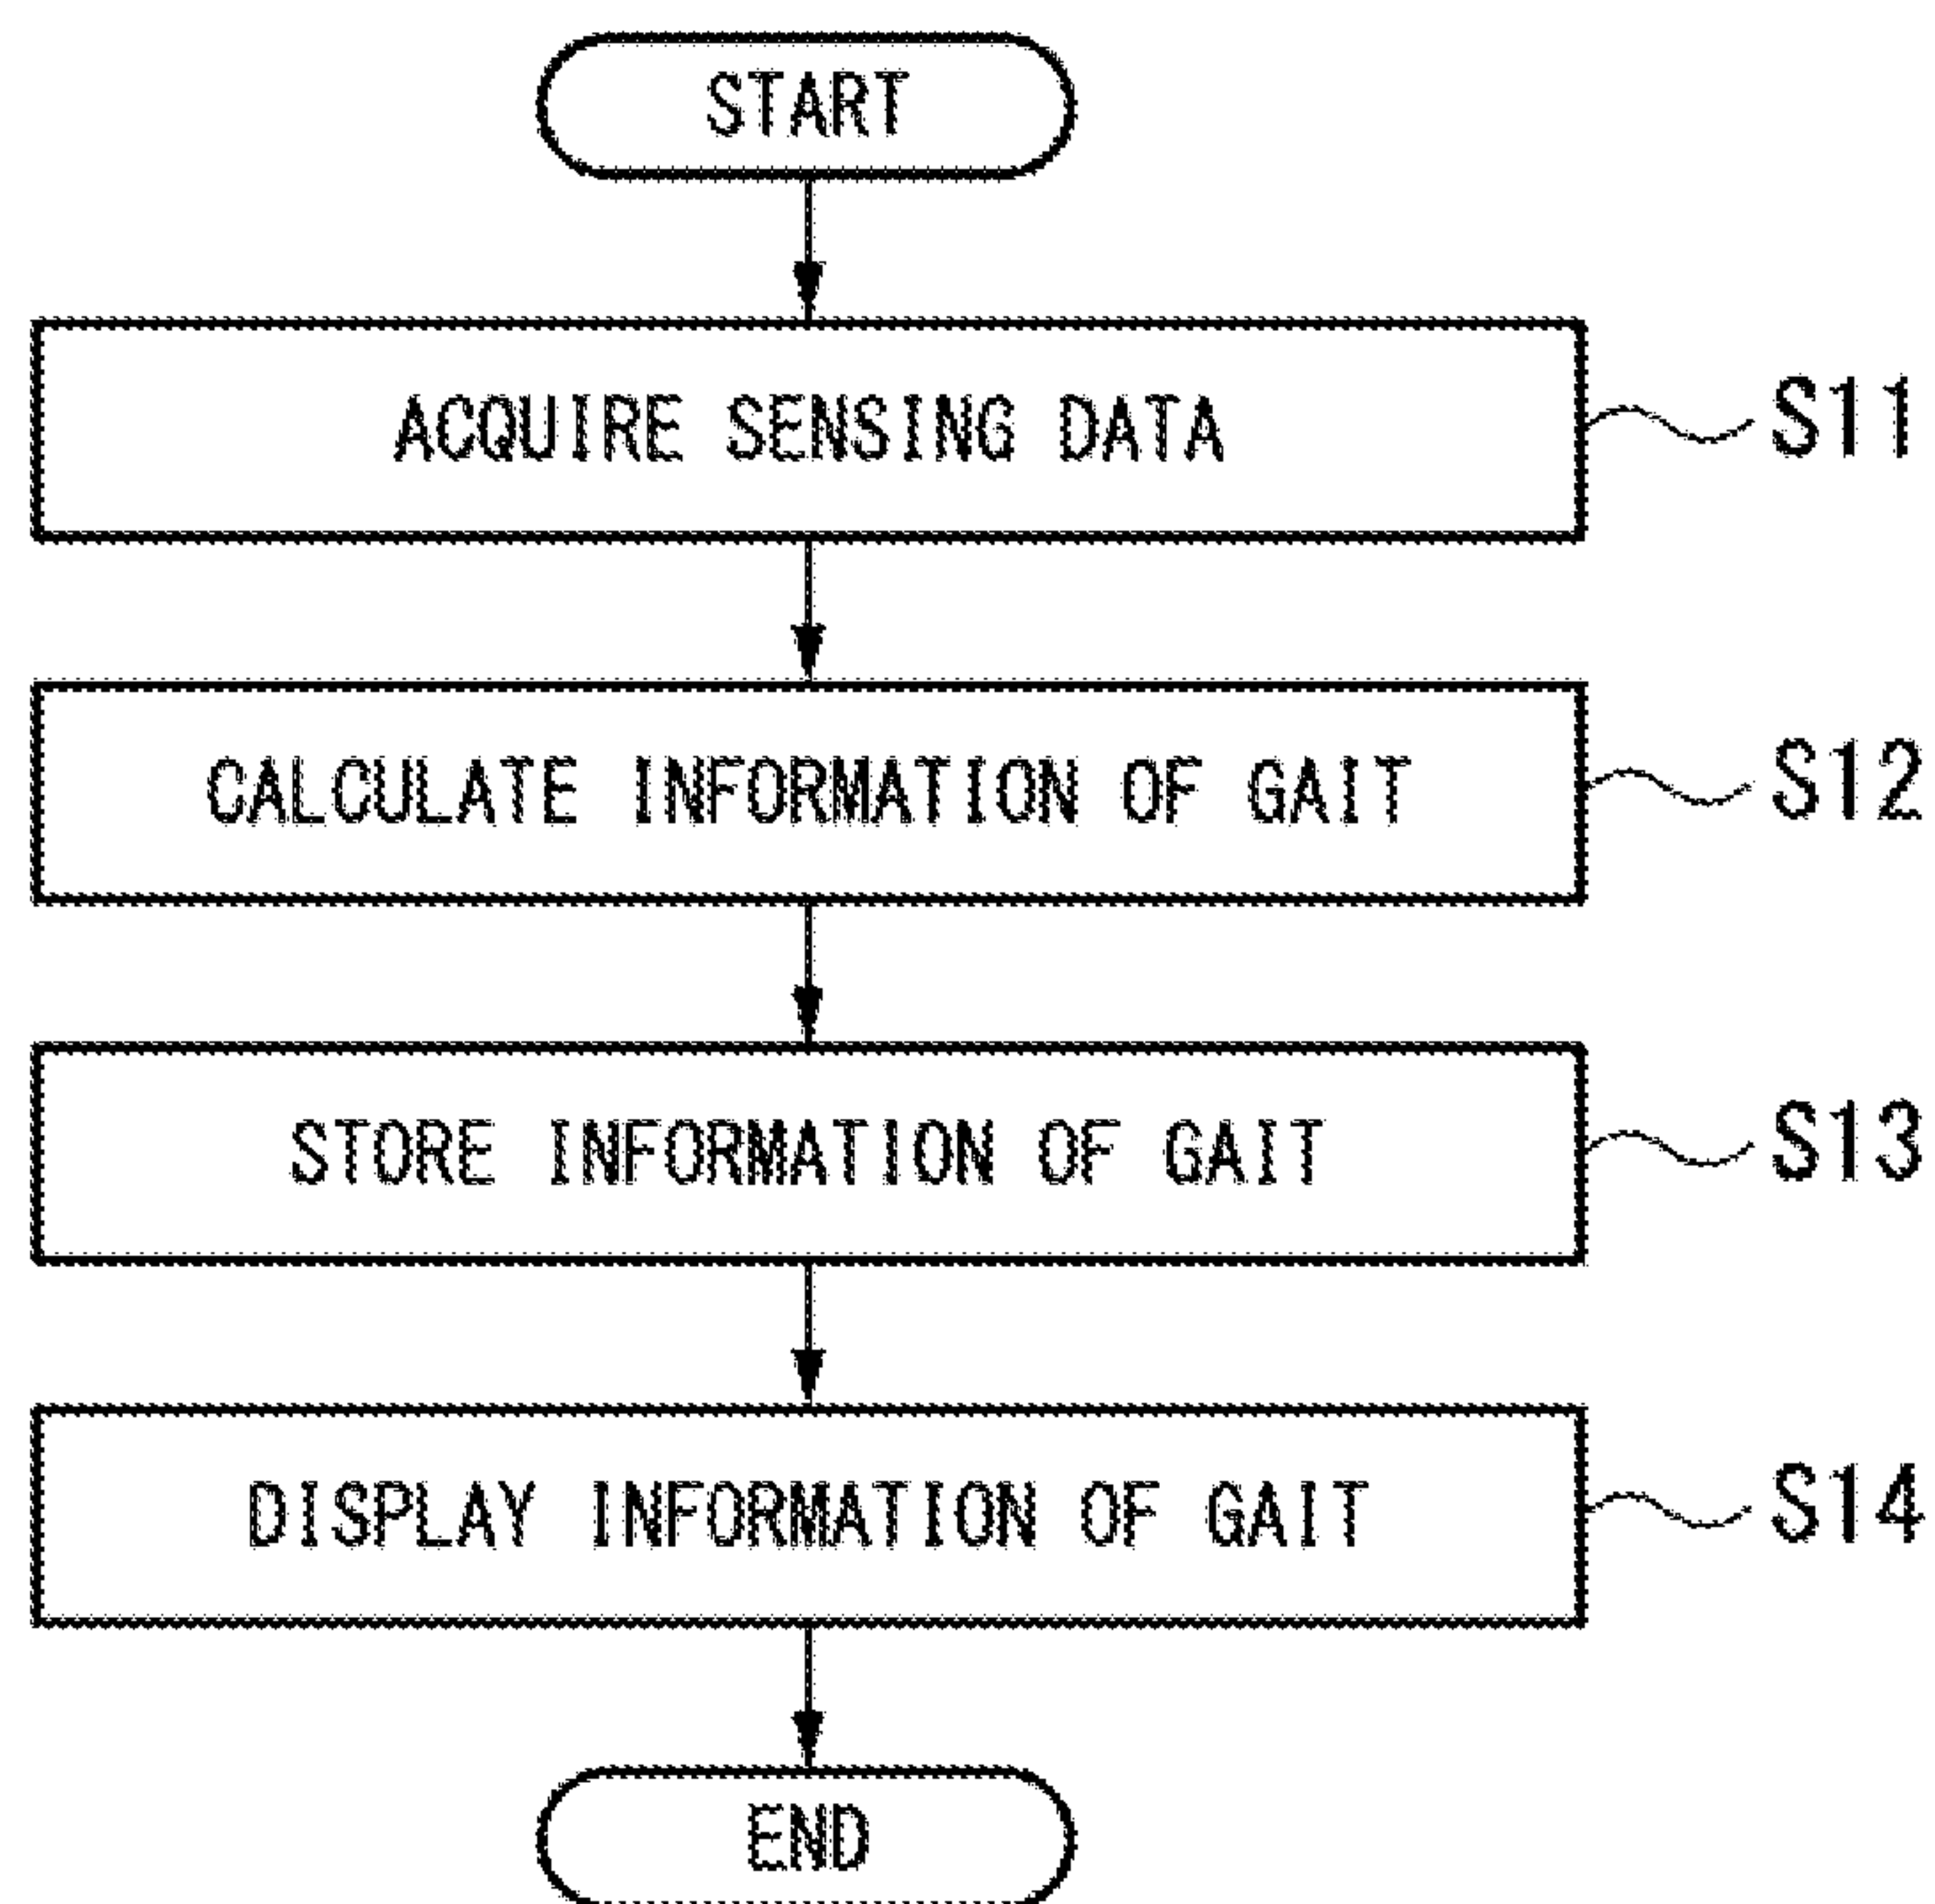 START
ACQUIRE SENSING DATA S11
CALCULATE INFORMATION OF GAIT S12
STORE INFORMATION OF GAIT S13
DISPLAY INFORMATION OF GAIT S14
END